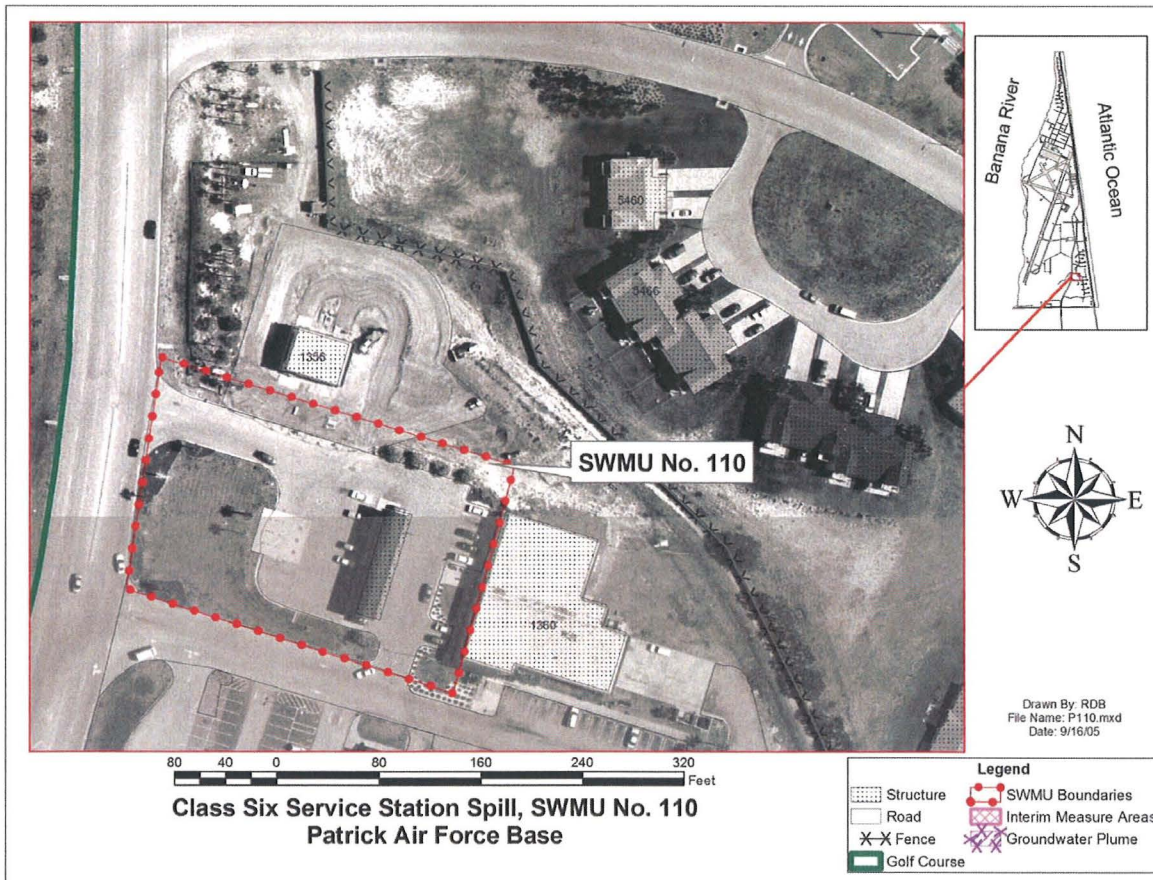 5460
5466
1356
SWMU No. 110
1360
Banana River
Atlantic Ocean
N
W E
S
Drawn By: RDB
File Name: P110.mxd
Date: 9/16/05
80 40 0 80 160 240 320
Feet
Class Six Service Station Spill, SWMU No. 110
Patrick Air Force Base
Legend
Structure
Road
Fence
Golf Course
SWMU Boundaries
Interim Measure Areas
Groundwater Plume